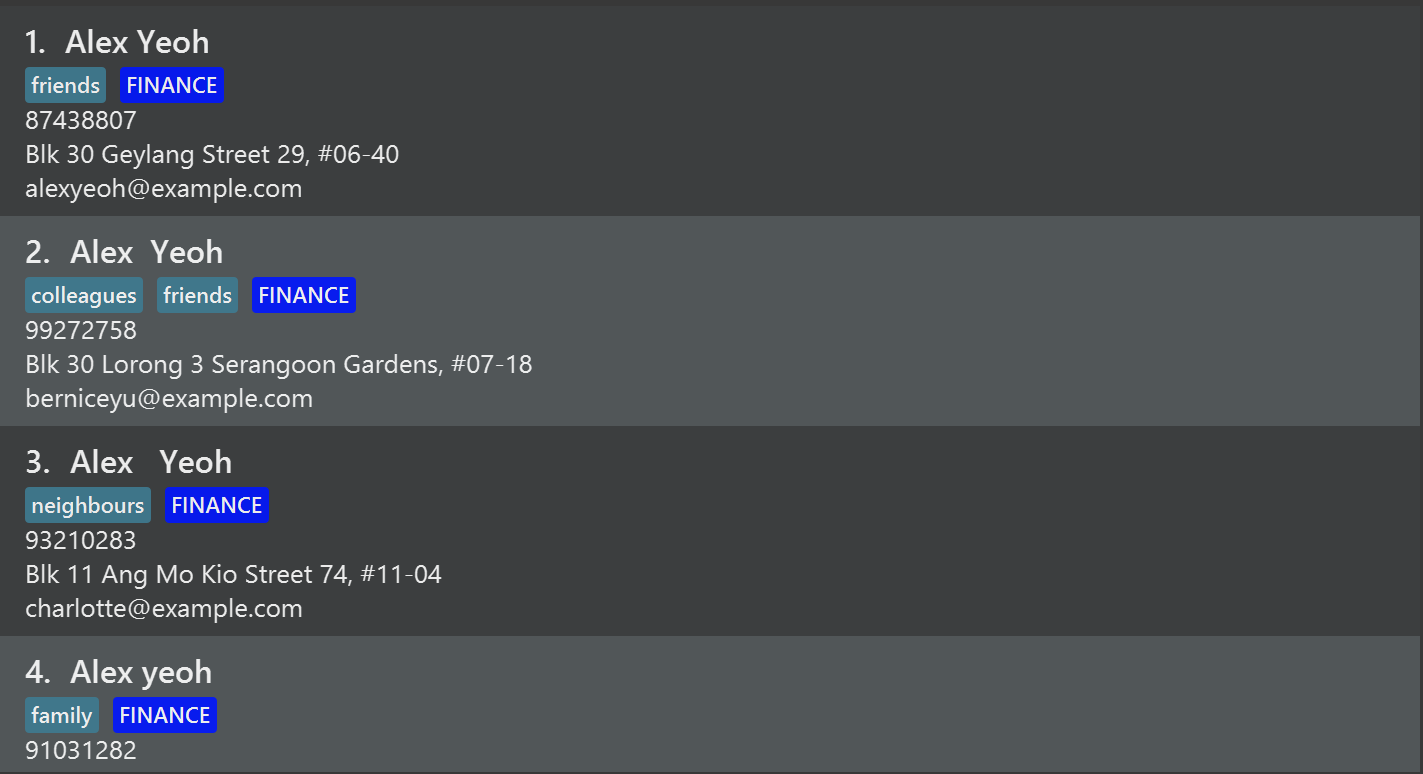 1. Alex Yeoh
friends FINANCE
87438807
Blk 30 Geylang Street 29, #06-40
alexyeoh@example.com
2. Alex  Yeoh
colleagues friends FINANCE
99272758
Blk 30 Lorong 3 Serangoon Gardens, #07-18
berniceyu@example.com
3. Alex   Yeoh
neighbours FINANCE
93210283
Blk 11 Ang Mo Kio Street 74, #11-04
charlotte@example.com
4. Alex yeoh
family FINANCE
91031282